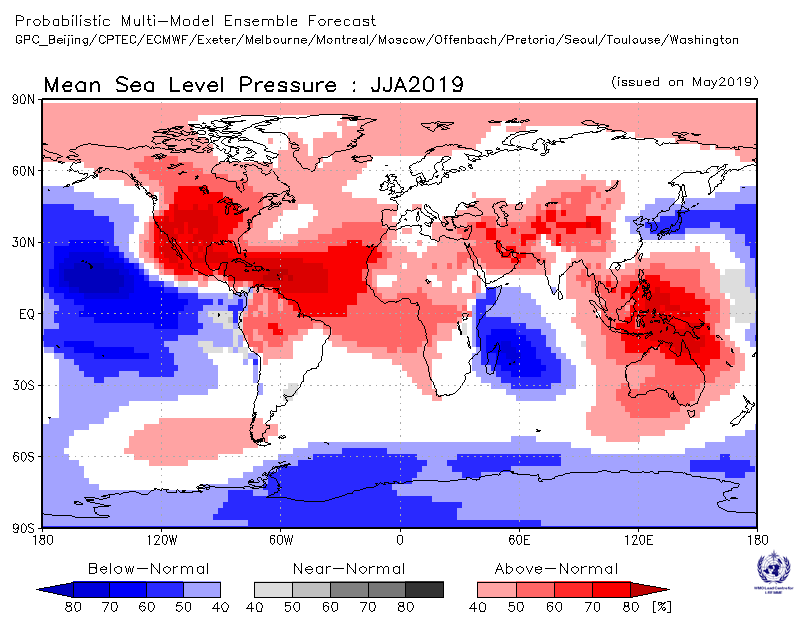 Probabilistic Multi-Model Ensemble Forecast
GPC_Beijing/CPTEC/ECMWF/Exeter/Melbourne/Montreal/Moscow/Offenbach/Pretoria/Seoul/Toulouse/Washington
Mean Sea Level Pressure : JJA2019 (issued on May2019)
90N
60N
30N
EQ
30S
60S
90S
180 120W 60W 0 60E 120E 180
Below-Normal Near-Normal Above-Normal
80 70 60 50 40 40 50 60 70 80 40 50 60 70 80 [%]